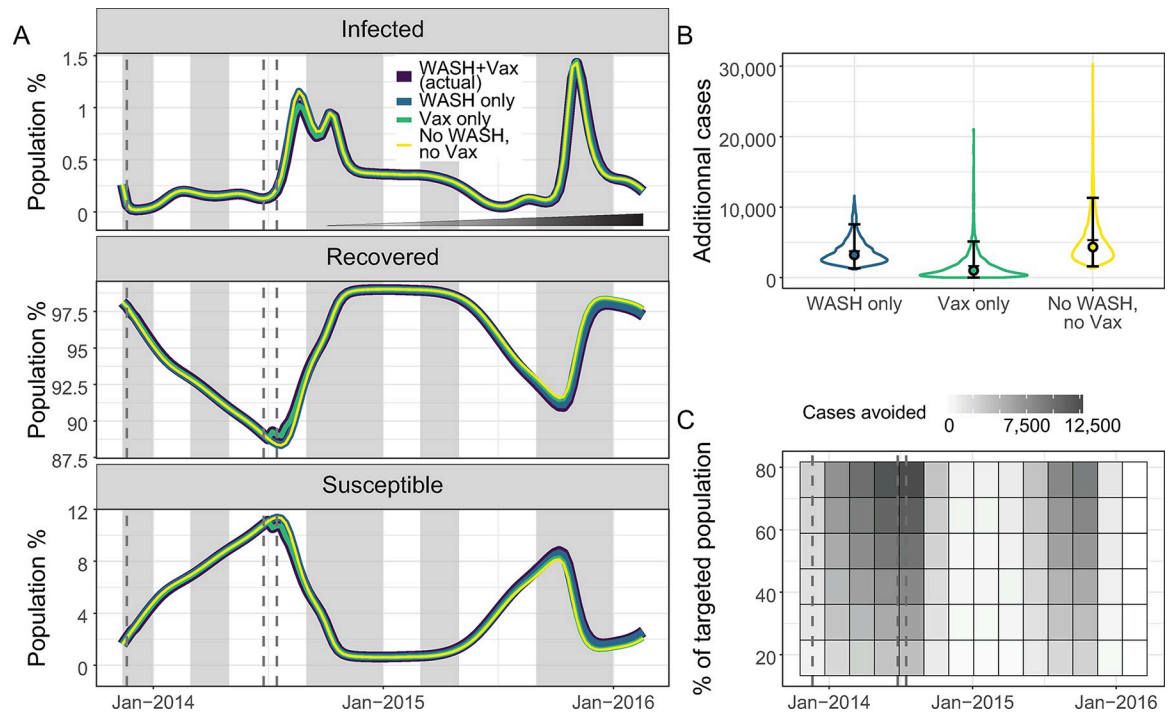 A
Infected
Population %
1.5
1
0.5
0
WASH+Vax
(actual)
WASH only
Vax only
No WASH,
no Vax
Recovered
Population %
97.5
95
92.5
90
87.5
Susceptible
Population %
12
8
4
0
Jan−2014
Jan−2015
Jan−2016
B
Additionnal cases
30,000
20,000
10,000
0
WASH only
Vax only
No WASH,
no Vax
C
Cases avoided
0
7,500
12,500
% of targeted population
80
60
40
20
Jan−2014
Jan−2015
Jan−2016